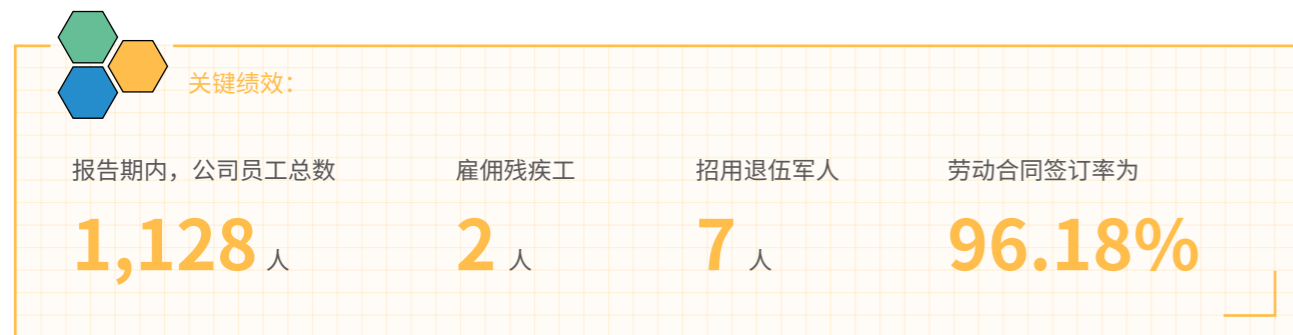 关键绩效：
报告期内，公司员工总数 雇佣残疾工 招用退伍军人 劳动合同签订率为
1,128 人 2 人 7 人 96.18%